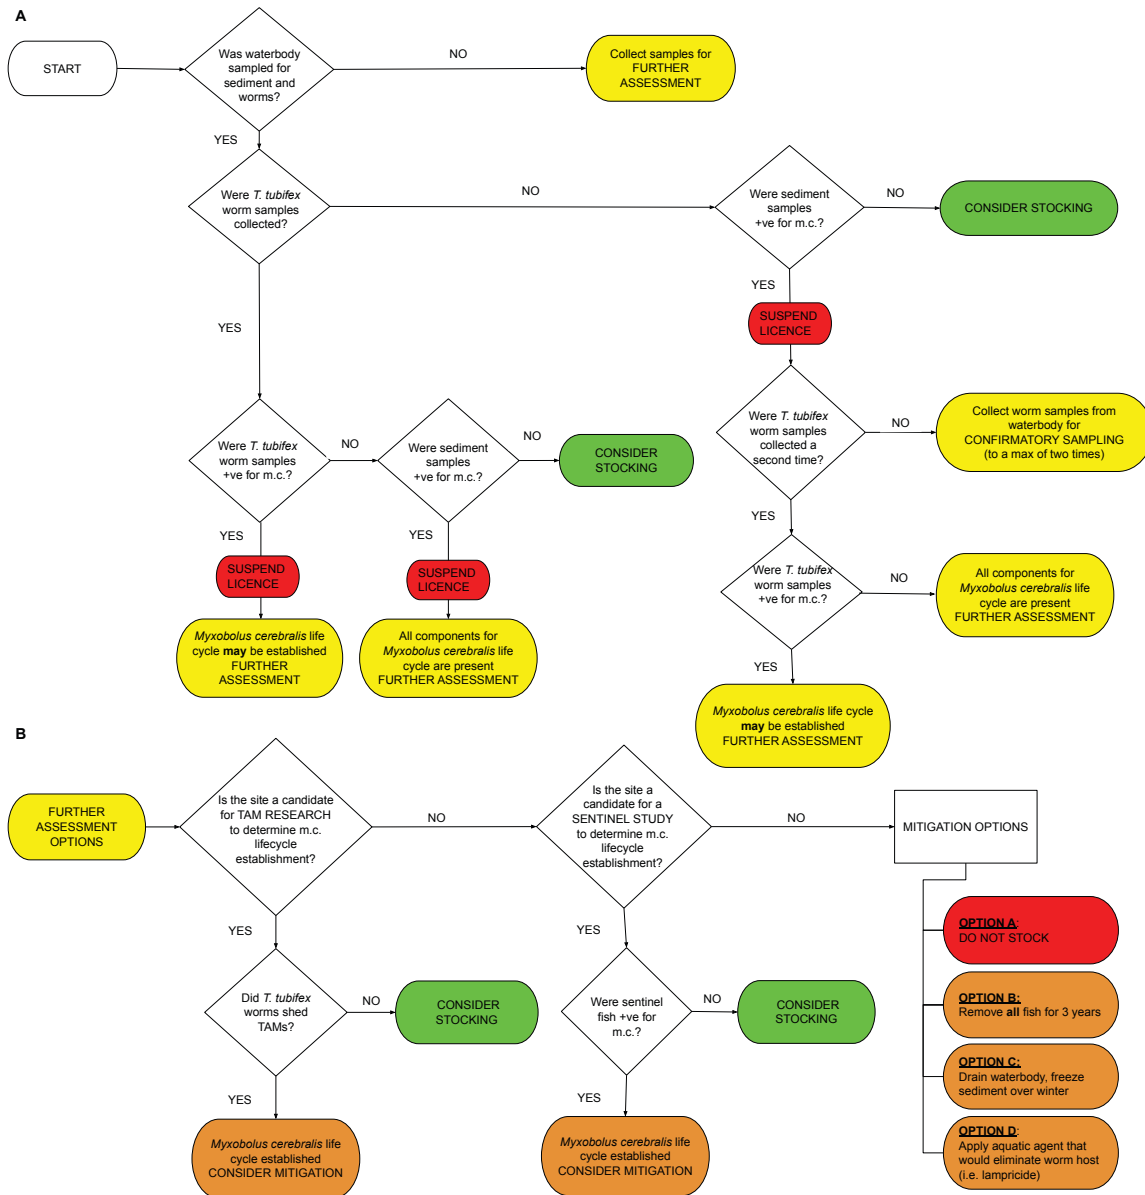 A
START
Was waterbody
sampled for
sediment and
worms?
NO
Collect samples for
FURTHER
ASSESSMENT
YES
Were T. tubifex
worm samples
collected?
NO
Were sediment
samples
+ve for m.c.?
NO
CONSIDER STOCKING
YES
YES
SUSPEND
LICENCE
Were T. tubifex
worm samples
+ve for m.c.?
NO
Were sediment
samples
+ve for m.c.?
NO
CONSIDER
STOCKING
Were T. tubifex
worm samples
collected a
second time?
NO
Collect worm samples from
waterbody for
CONFIRMATORY SAMPLING
(to a max of two times)
YES
YES
YES
SUSPEND
LICENCE
SUSPEND
LICENCE
Were T. tubifex
worm samples
+ve for m.c.?
NO
All components for
Myxobolus cerebralis life
cycle are present
FURTHER ASSESSMENT
Myxobolus cerebralis life
cycle may be established
FURTHER
ASSESSMENT
All components for
Myxobolus cerebralis life
cycle are present
FURTHER ASSESSMENT
YES
Myxobolus cerebralis life cycle
may be established
FURTHER ASSESSMENT
B
FURTHER
ASSESSMENT
OPTIONS
Is the site a candidate
for TAM RESEARCH
to determine m.c.
lifecycle
establishment?
NO
Is the site a
candidate for a
SENTINEL STUDY
to determine m.c.
lifecycle
establishment?
NO
MITIGATION OPTIONS
YES
YES
OPTION A:
DO NOT STOCK
Did T. tubifex
worms shed
TAMs?
NO
CONSIDER
STOCKING
Were sentinel
fish +ve for
m.c.?
NO
CONSIDER
STOCKING
OPTION B:
Remove all fish for 3 years
OPTION C:
Drain waterbody, freeze
sediment over winter
YES
YES
Myxobolus cerebralis life
cycle established
CONSIDER MITIGATION
Myxobolus cerebralis life
cycle established
CONSIDER MITIGATION
OPTION D:
Apply aquatic agent that
would eliminate worm host
(i.e. lampricide)